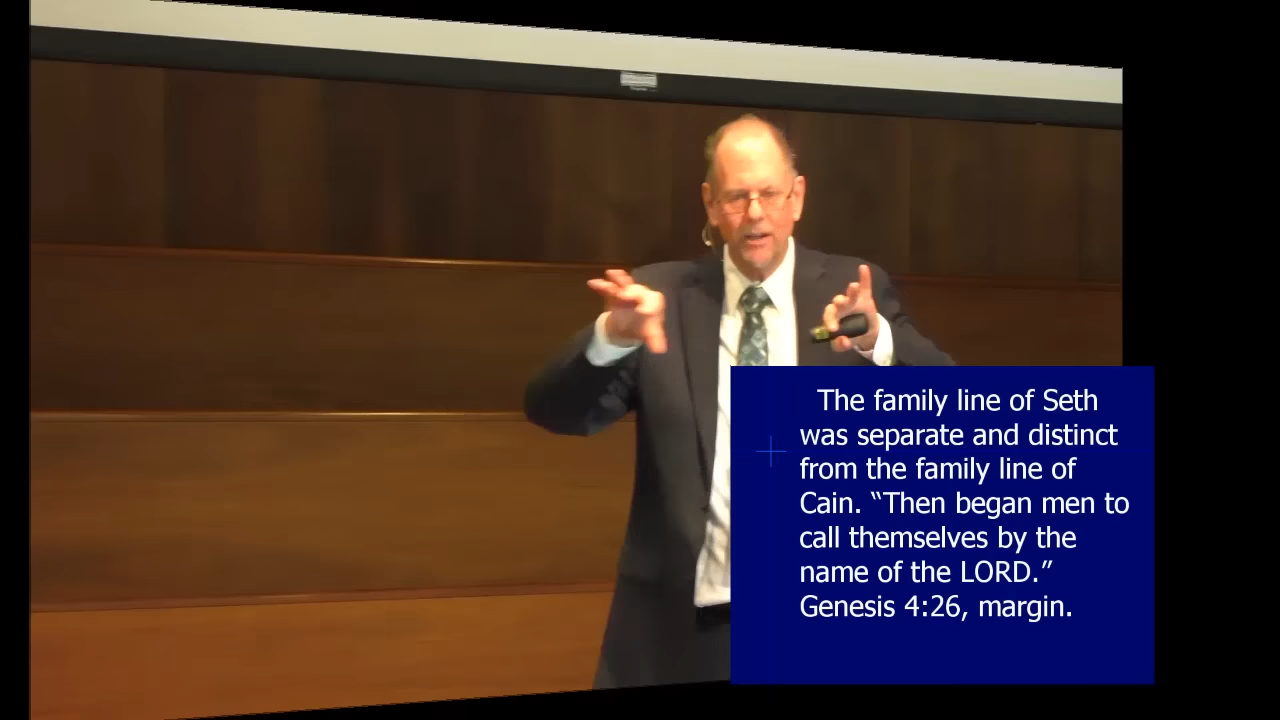 The family line of Seth
was separate and distinct
from the family line of
Cain. “Then began men to
call themselves by the
name of the LORD.”
Genesis 4:26, margin.